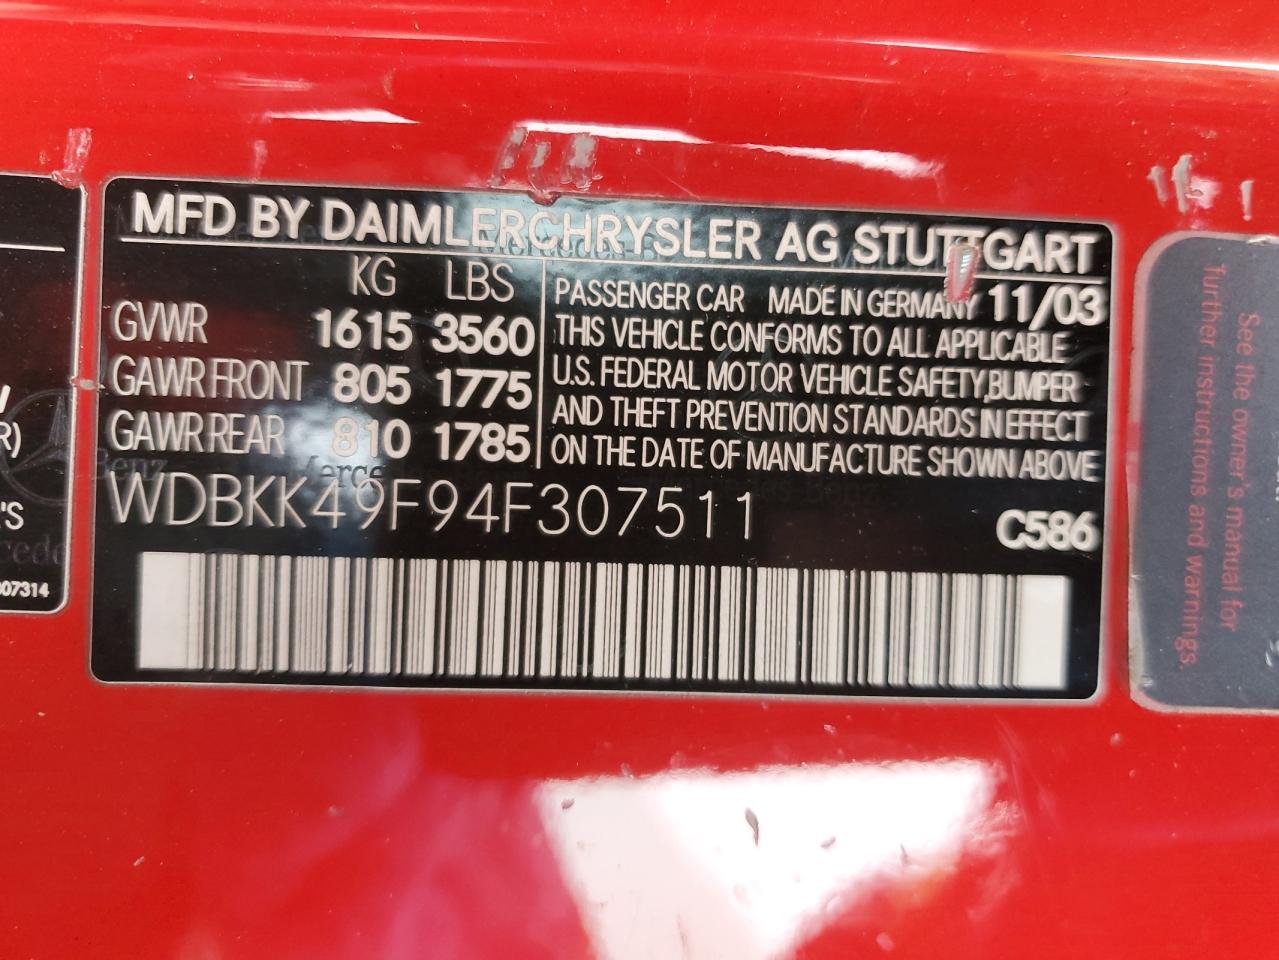 MFD BY DAIMLERCHRYSLER AG STUTTGART
KG LBS
GVWR 1615 3560
GAWR FRONT 805 1775
GAWR REAR 810 1785
PASSENGER CAR MADE IN GERMANY 11/03
THIS VEHICLE CONFORMS TO ALL APPLICABLE
U.S. FEDERAL MOTOR VEHICLE SAFETY,BUMPER
AND THEFT PREVENTION STANDARDS IN EFFECT
ON THE DATE OF MANUFACTURE SHOWN ABOVE
WDBKK49F94F307511
C586
R)
'S
007314
See the owner's manual for
further instructions and warnings.